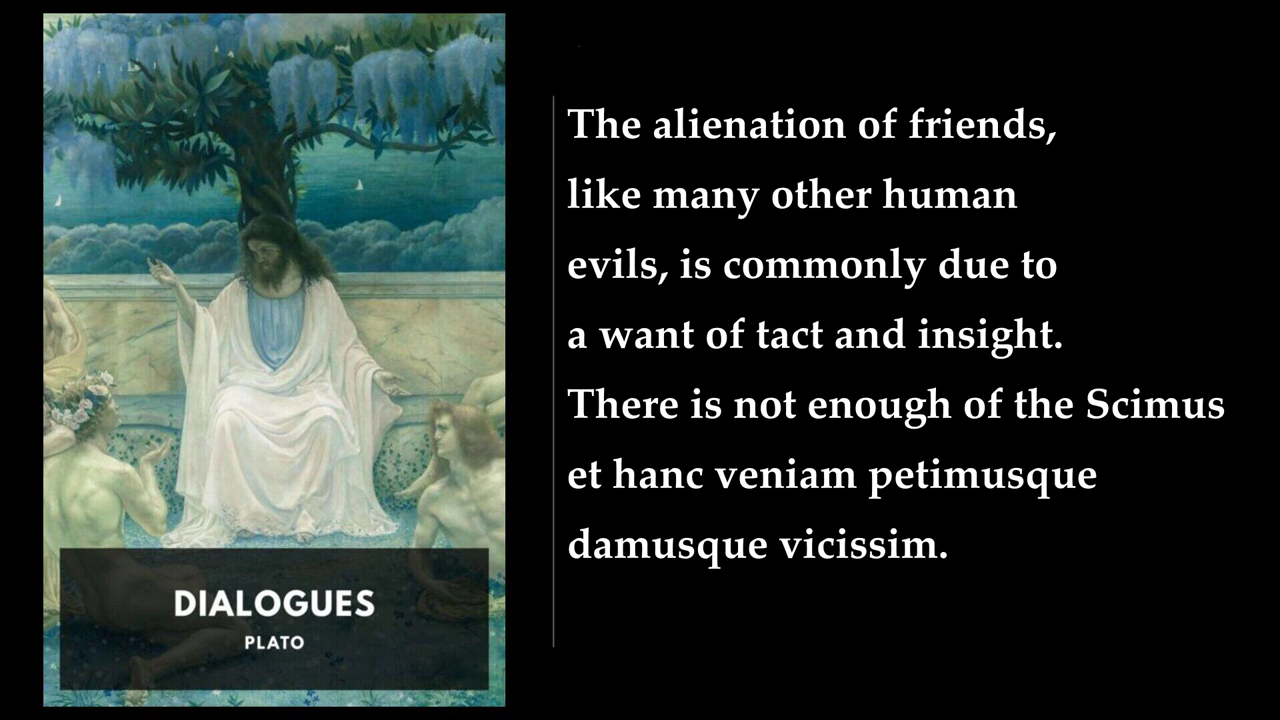 The alienation of friends,
like many other human
evils, is commonly due to
a want of tact and insight.
There is not enough of the Scimus
et hanc veniam petimusque
damusque vicissim.
DIALOGUES
PLATO